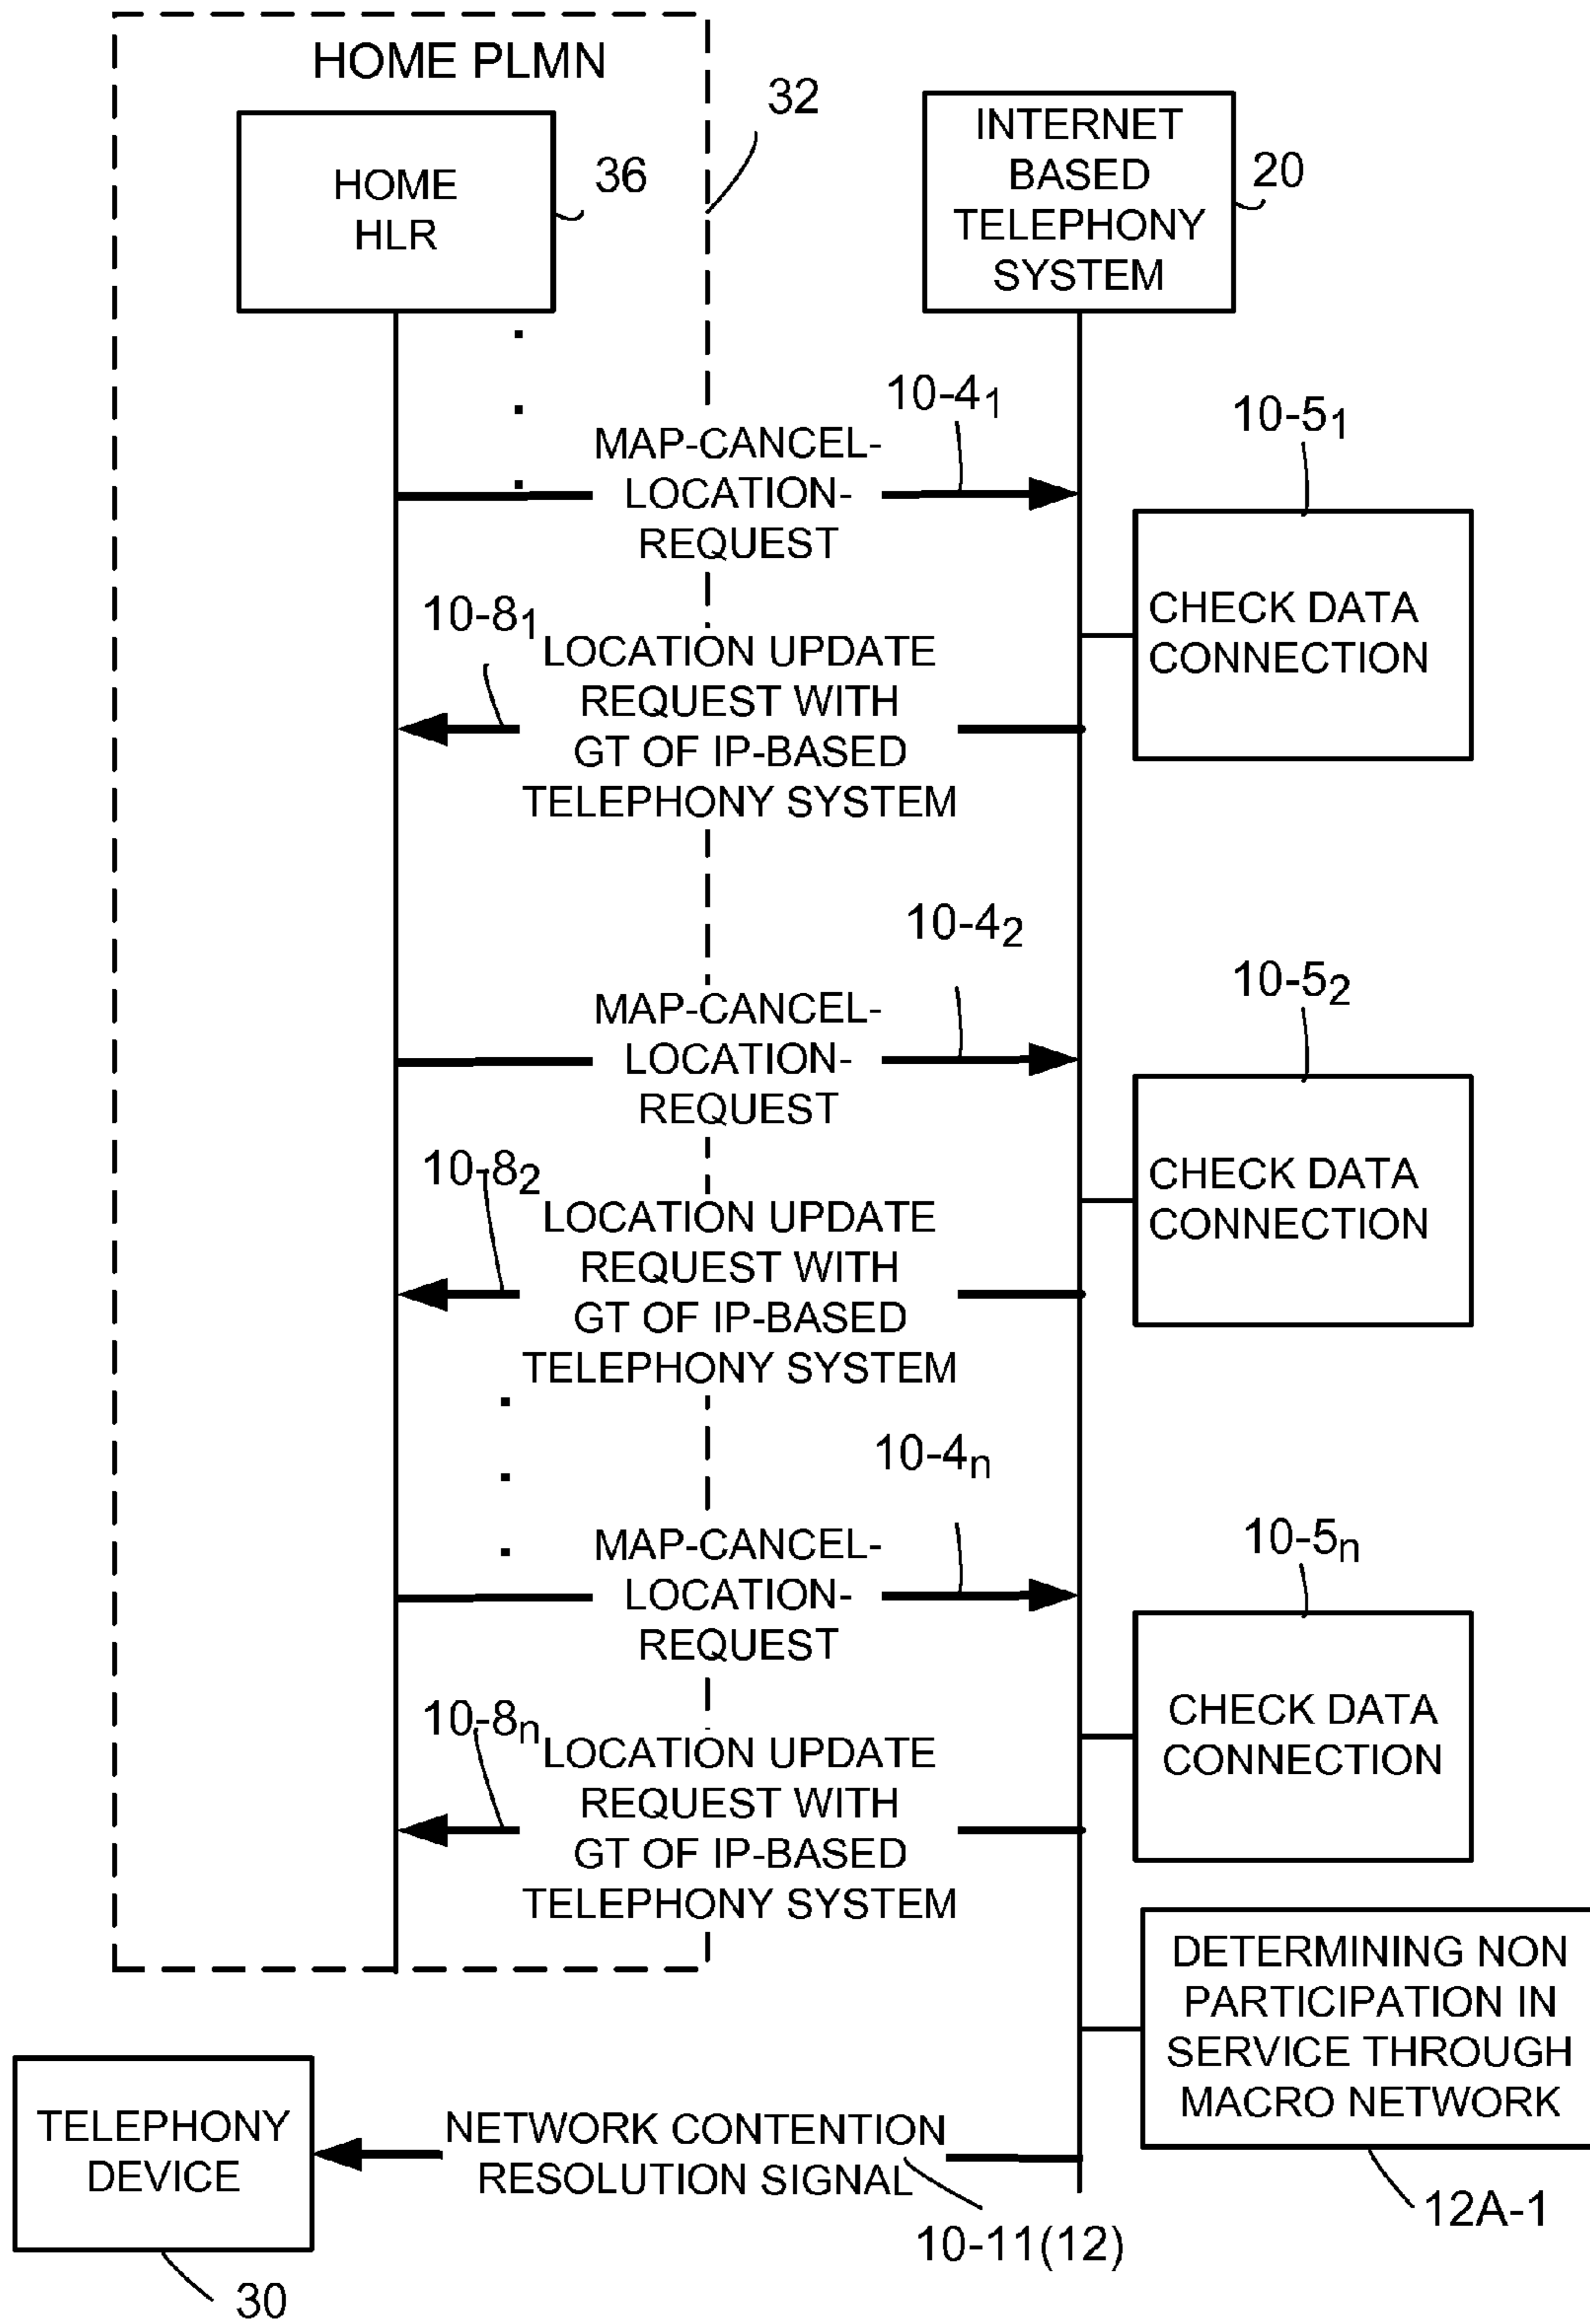 HOME PLMN
32
HOME
HLR
36
INTERNET
BASED
TELEPHONY
SYSTEM
20
10-4₁
MAP-CANCEL-
LOCATION-
REQUEST
10-5₁
CHECK DATA
CONNECTION
10-8₁
LOCATION UPDATE
REQUEST WITH
GT OF IP-BASED
TELEPHONY SYSTEM
10-4₂
MAP-CANCEL-
LOCATION-
REQUEST
10-5₂
CHECK DATA
CONNECTION
10-8₂
LOCATION UPDATE
REQUEST WITH
GT OF IP-BASED
TELEPHONY SYSTEM
10-4ₙ
MAP-CANCEL-
LOCATION-
REQUEST
10-5ₙ
CHECK DATA
CONNECTION
10-8ₙ
LOCATION UPDATE
REQUEST WITH
GT OF IP-BASED
TELEPHONY SYSTEM
DETERMINING NON
PARTICIPATION IN
SERVICE THROUGH
MACRO NETWORK
12A-1
TELEPHONY
DEVICE
30
NETWORK CONTENTION
RESOLUTION SIGNAL
10-11(12)